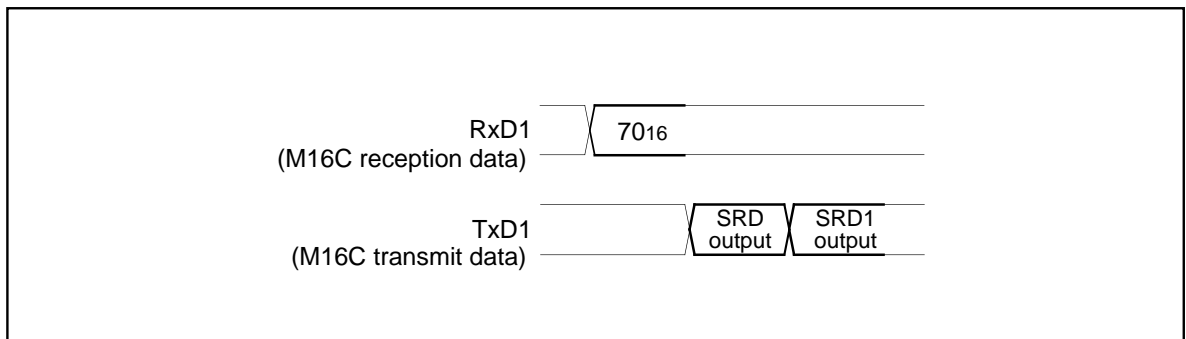 RxD1
(M16C reception data)
7016
TxD1
(M16C transmit data)
SRD
output
SRD1
output